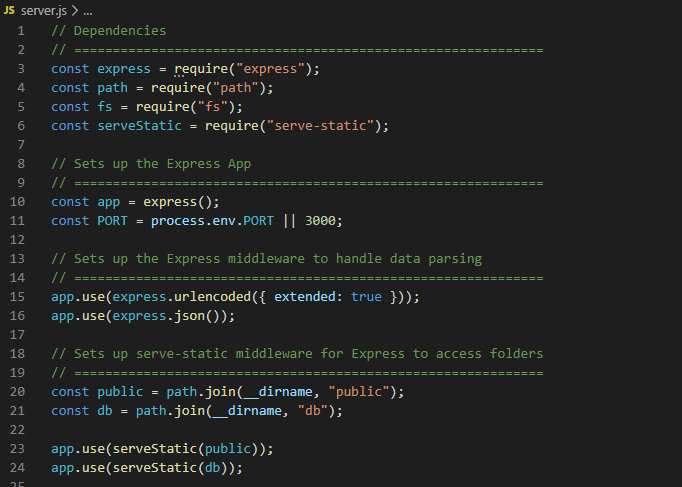 JS server.js > ...
1 // Dependencies
2 // =============================================================
3 const express = require("express");
4 const path = require("path");
5 const fs = require("fs");
6 const serveStatic = require("serve-static");
7
8 // Sets up the Express App
9 // =============================================================
10 const app = express();
11 const PORT = process.env.PORT || 3000;
12
13 // Sets up the Express middleware to handle data parsing
14 // =============================================================
15 app.use(express.urlencoded({ extended: true }));
16 app.use(express.json());
17
18 // Sets up serve-static middleware for Express to access folders
19 // =============================================================
20 const public = path.join(__dirname, "public");
21 const db = path.join(__dirname, "db");
22
23 app.use(serveStatic(public));
24 app.use(serveStatic(db));
25